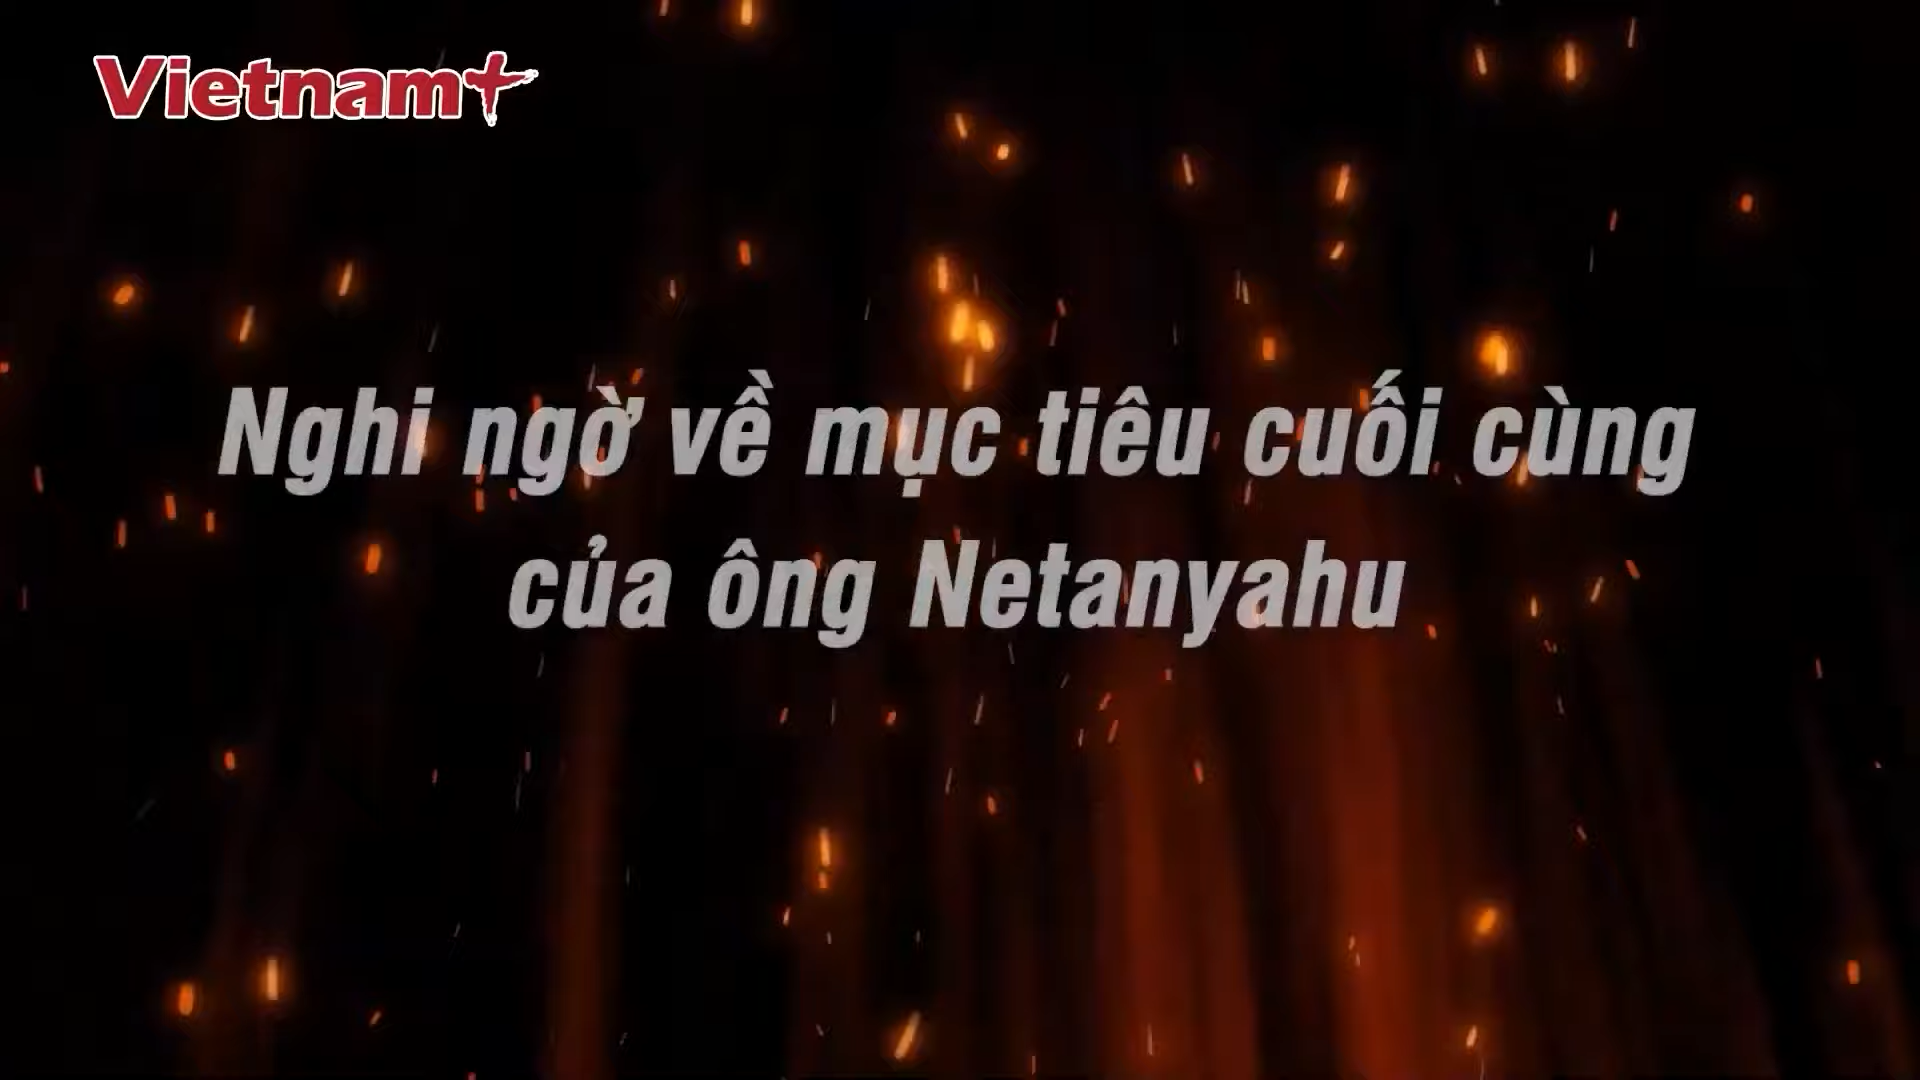 Vietnam+
Nghi ngờ về mục tiêu cuối cùng
của ông Netanyahu